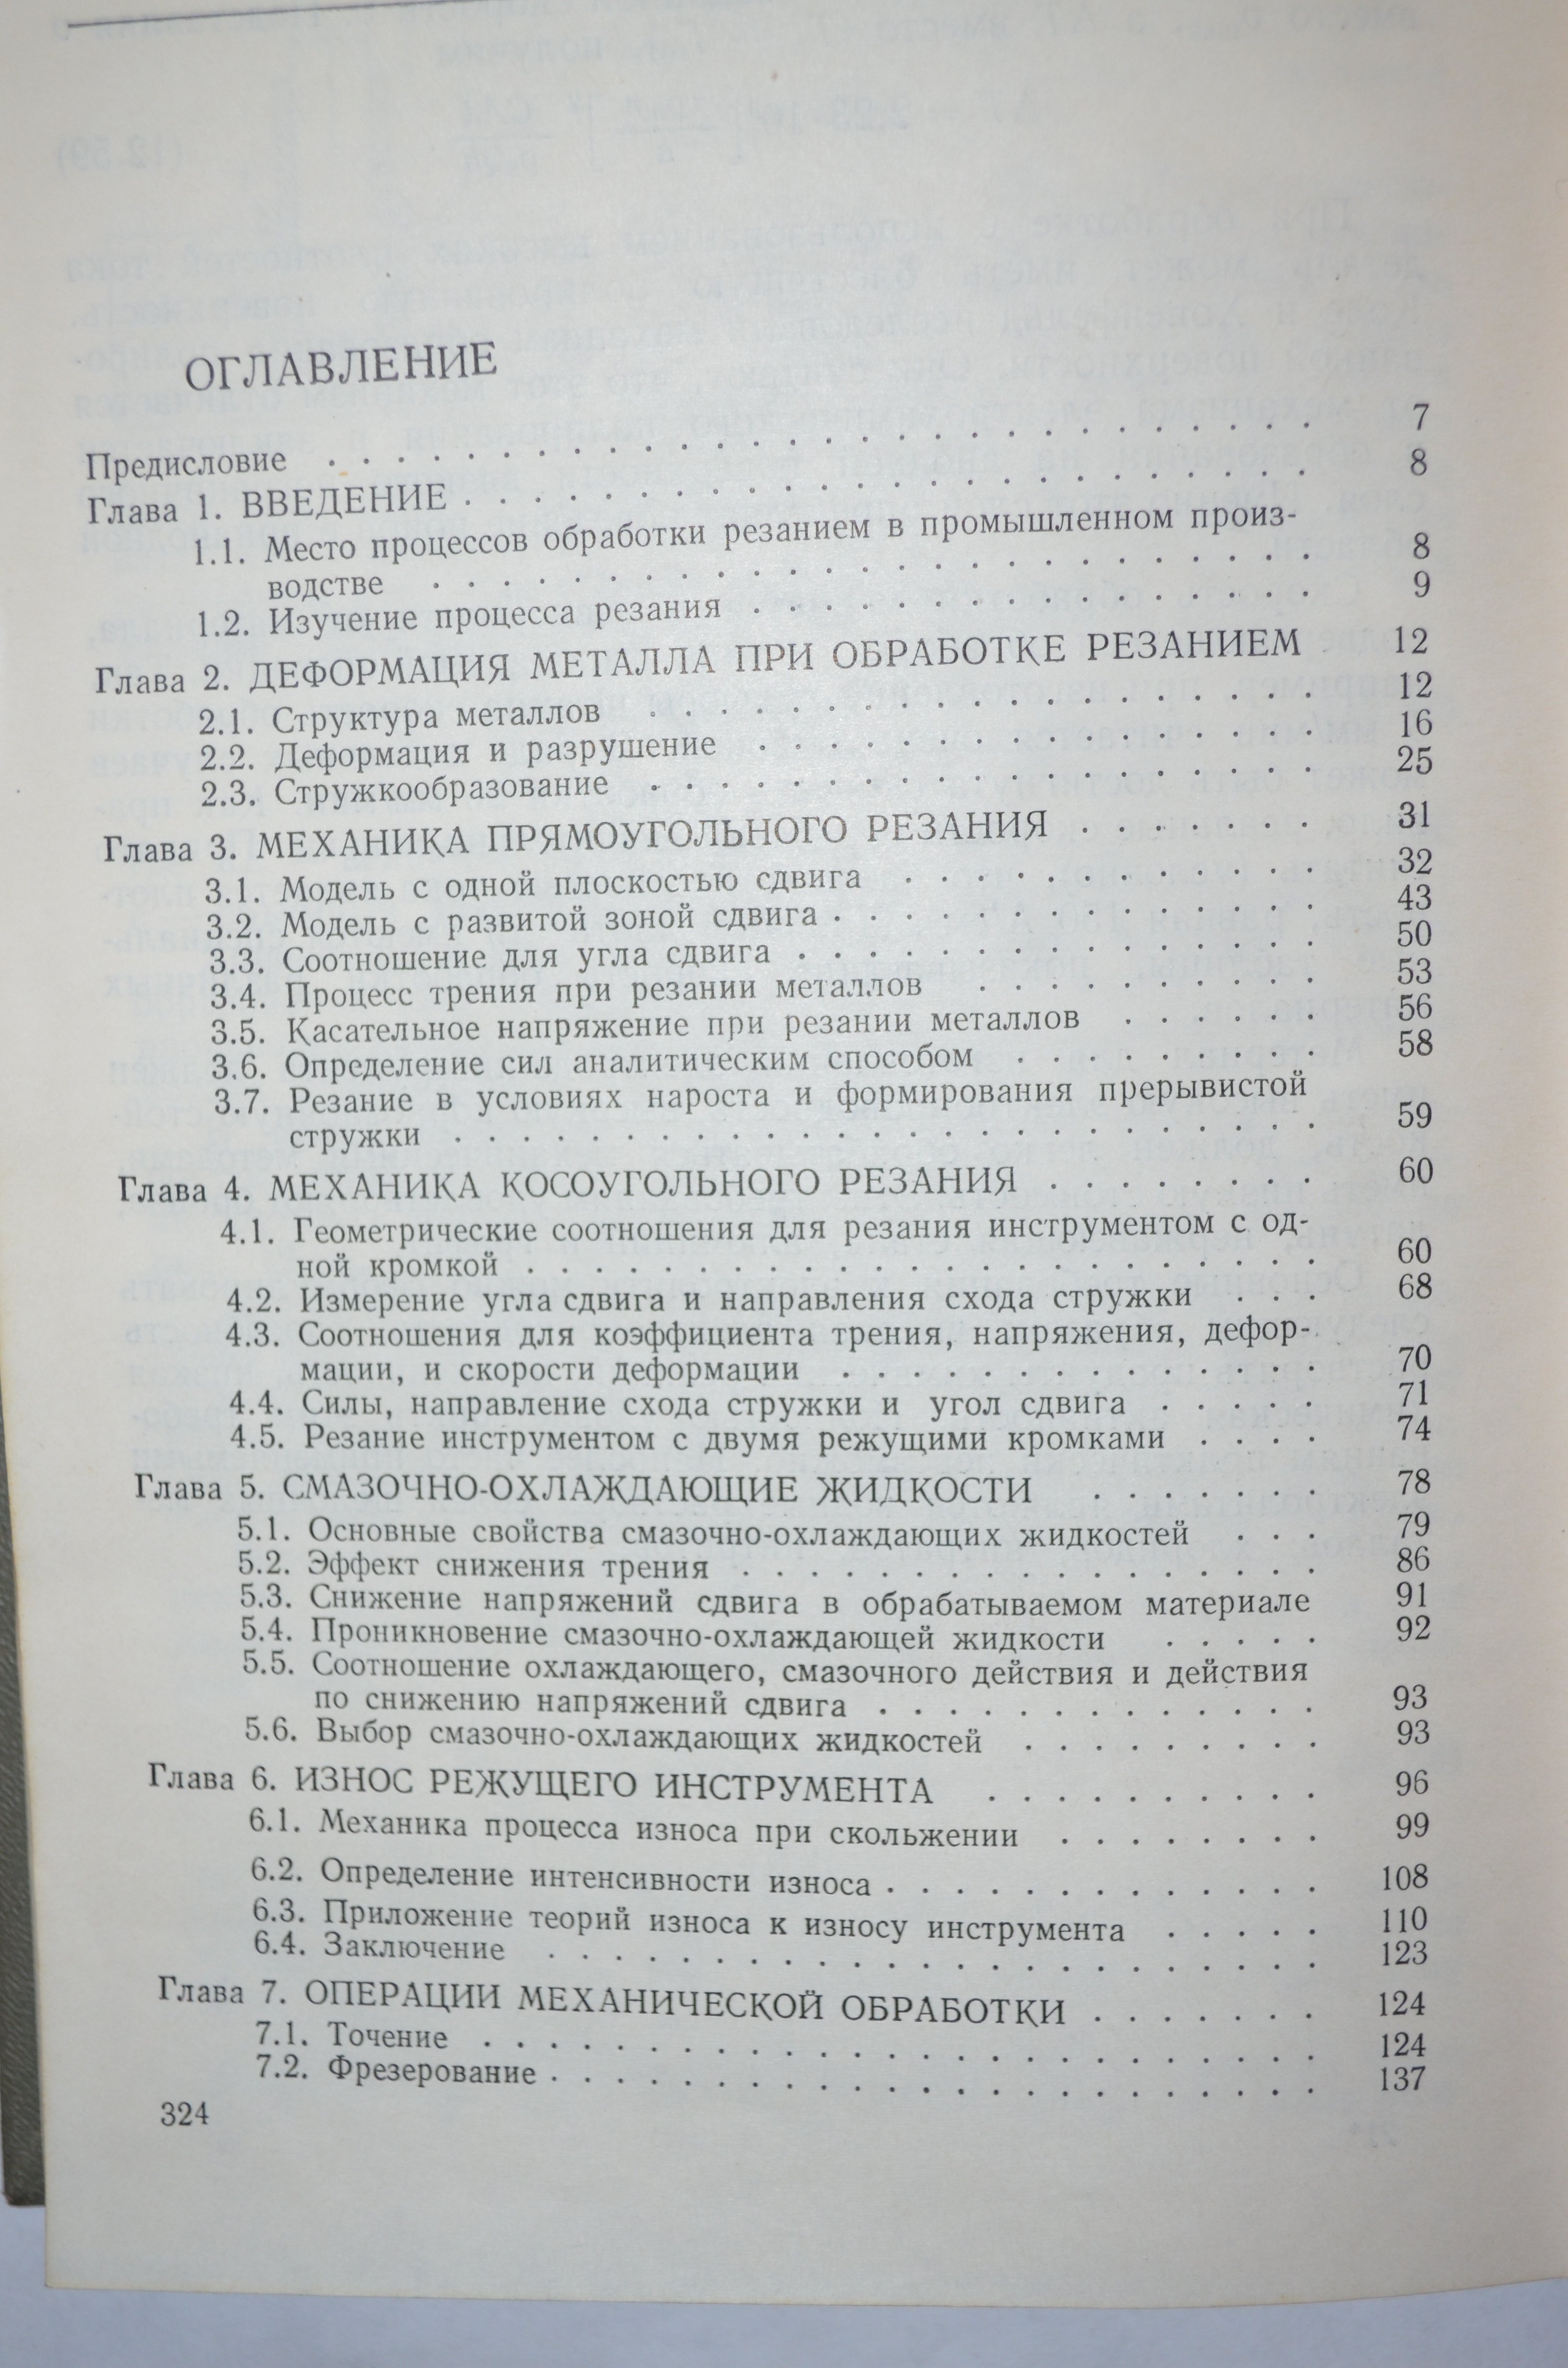 ОГЛАВЛЕНИЕ
Предисловие . . . . . . . . . . . . . . . . . . . . . . . . . . . . . 7
Глава 1. ВВЕДЕНИЕ . . . . . . . . . . . . . . . . . . . . . . . . . 8
1.1. Место процессов обработки резанием в промышленном произ-
водстве . . . . . . . . . . . . . . . . . . . . . . . . . . 8
1.2. Изучение процесса резания . . . . . . . . . . . . . . . . . 9
Глава 2. ДЕФОРМАЦИЯ МЕТАЛЛА ПРИ ОБРАБОТКЕ РЕЗАНИЕМ 12
2.1. Структура металлов . . . . . . . . . . . . . . . . . . . . 12
2.2. Деформация и разрушение . . . . . . . . . . . . . . . . . 16
2.3. Стружкообразование . . . . . . . . . . . . . . . . . . . . 25
Глава 3. МЕХАНИКА ПРЯМОУГОЛЬНОГО РЕЗАНИЯ . . . . . . . 31
3.1. Модель с одной плоскостью сдвига . . . . . . . . . . . . 32
3.2. Модель с развитой зоной сдвига . . . . . . . . . . . . . . 43
3.3. Соотношение для угла сдвига . . . . . . . . . . . . . . . 50
3.4. Процесс трения при резании металлов . . . . . . . . . . 53
3.5. Касательное напряжение при резании металлов . . . . . . 56
3.6. Определение сил аналитическим способом . . . . . . . . . 58
3.7. Резание в условиях нароста и формирования прерывистой
стружки . . . . . . . . . . . . . . . . . . . . . . . . . 59
Глава 4. МЕХАНИКА КОСОУГОЛЬНОГО РЕЗАНИЯ . . . . . . . . 60
4.1. Геометрические соотношения для резания инструментом с од-
ной кромкой . . . . . . . . . . . . . . . . . . . . . . . 60
4.2. Измерение угла сдвига и направления схода стружки . . . 68
4.3. Соотношения для коэффициента трения, напряжения, дефор-
мации, и скорости деформации . . . . . . . . . . . . . . 70
4.4. Силы, направление схода стружки и угол сдвига . . . . . 71
4.5. Резание инструментом с двумя режущими кромками . . . . 74
Глава 5. СМАЗОЧНО-ОХЛАЖДАЮЩИЕ ЖИДКОСТИ . . . . . . . 78
5.1. Основные свойства смазочно-охлаждающих жидкостей . . . 79
5.2. Эффект снижения трения . . . . . . . . . . . . . . . . . 86
5.3. Снижение напряжений сдвига в обрабатываемом материале 91
5.4. Проникновение смазочно-охлаждающей жидкости . . . . . 92
5.5. Соотношение охлаждающего, смазочного действия и действия
по снижению напряжений сдвига . . . . . . . . . . . . . 93
5.6. Выбор смазочно-охлаждающих жидкостей . . . . . . . . . 93
Глава 6. ИЗНОС РЕЖУЩЕГО ИНСТРУМЕНТА . . . . . . . . . . 96
6.1. Механика процесса износа при скольжении . . . . . . . . 99
6.2. Определение интенсивности износа . . . . . . . . . . . . . 108
6.3. Приложение теорий износа к износу инструмента . . . . . 110
6.4. Заключение . . . . . . . . . . . . . . . . . . . . . . . 123
Глава 7. ОПЕРАЦИИ МЕХАНИЧЕСКОЙ ОБРАБОТКИ . . . . . . . 124
7.1. Точение . . . . . . . . . . . . . . . . . . . . . . . . . 124
7.2. Фрезерование . . . . . . . . . . . . . . . . . . . . . . . 137
324